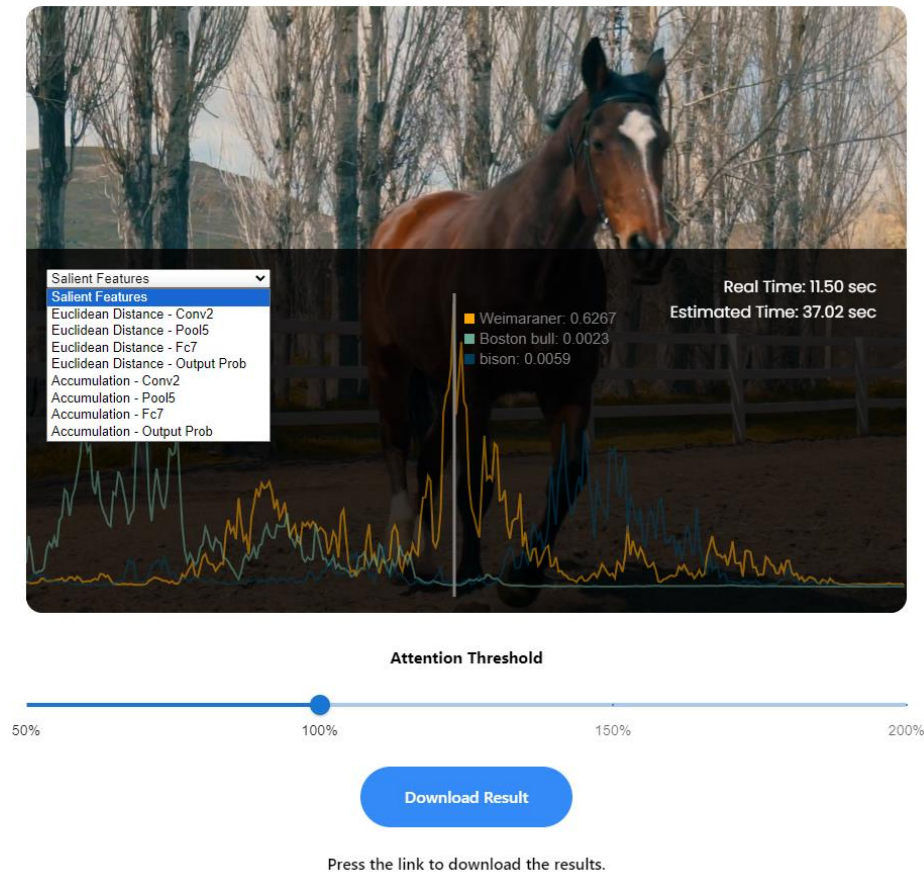 Salient Features
Salient Features
Euclidean Distance - Conv2
Euclidean Distance - Pool5
Euclidean Distance - Fc7
Euclidean Distance - Output Prob
Accumulation - Conv2
Accumulation - Pool5
Accumulation - Fc7
Accumulation - Output Prob
Weimaraner: 0.6267
Boston bull: 0.0023
bison: 0.0059
Real Time: 11.50 sec
Estimated Time: 37.02 sec
Attention Threshold
50% 100% 150% 200%
Download Result
Press the link to download the results.